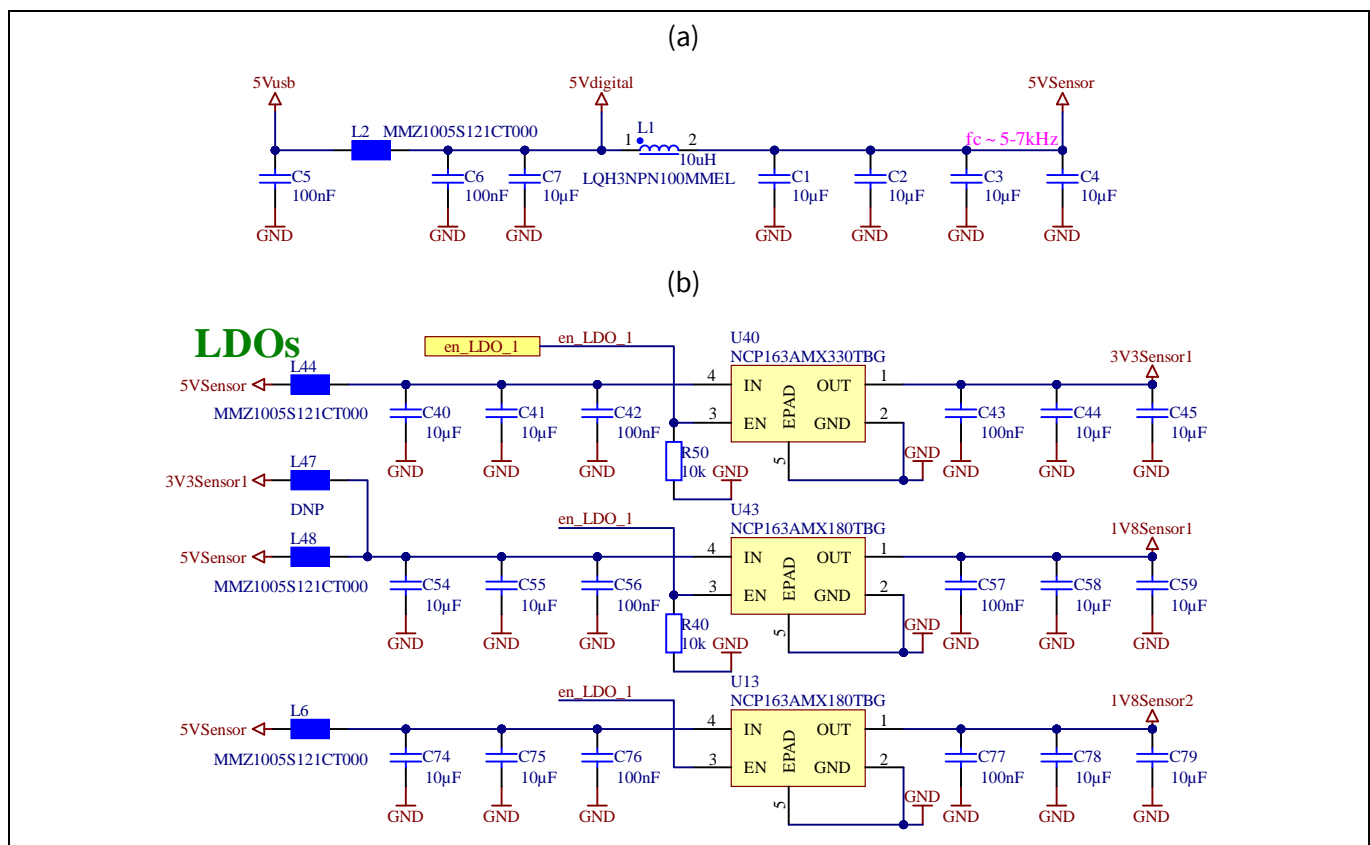 (a)
5Vusb
5Vdigital
5VSensor
L2 MMZ1005S121CT000
L1
1 2
10uH
LQH3NPN100MMEL
fc ~ 5-7kHz
C5
100nF
C6
100nF
C7
10µF
C1
10µF
C2
10µF
C3
10µF
C4
10µF
GND GND GND GND GND GND GND
(b)
LDOs
en_LDO_1 en_LDO_1
U40
NCP163AMX330TBG
3V3Sensor1
5VSensor
L44
MMZ1005S121CT000
C40
10µF
C41
10µF
C42
100nF
4 IN OUT 1
3 EN GND 2
EPAD
5
R50
10k
GND
GND
C43
100nF
C44
10µF
C45
10µF
GND GND GND GND GND GND
3V3Sensor1
L47
DNP
en_LDO_1
U43
NCP163AMX180TBG
1V8Sensor1
5VSensor
L48
MMZ1005S121CT000
C54
10µF
C55
10µF
C56
100nF
4 IN OUT 1
3 EN GND 2
EPAD
5
R40
10k
GND
GND
C57
100nF
C58
10µF
C59
10µF
GND GND GND GND GND GND
en_LDO_1
U13
NCP163AMX180TBG
1V8Sensor2
5VSensor
L6
MMZ1005S121CT000
C74
10µF
C75
10µF
C76
100nF
4 IN OUT 1
3 EN GND 2
EPAD
5
GND
C77
100nF
C78
10µF
C79
10µF
GND GND GND GND GND GND